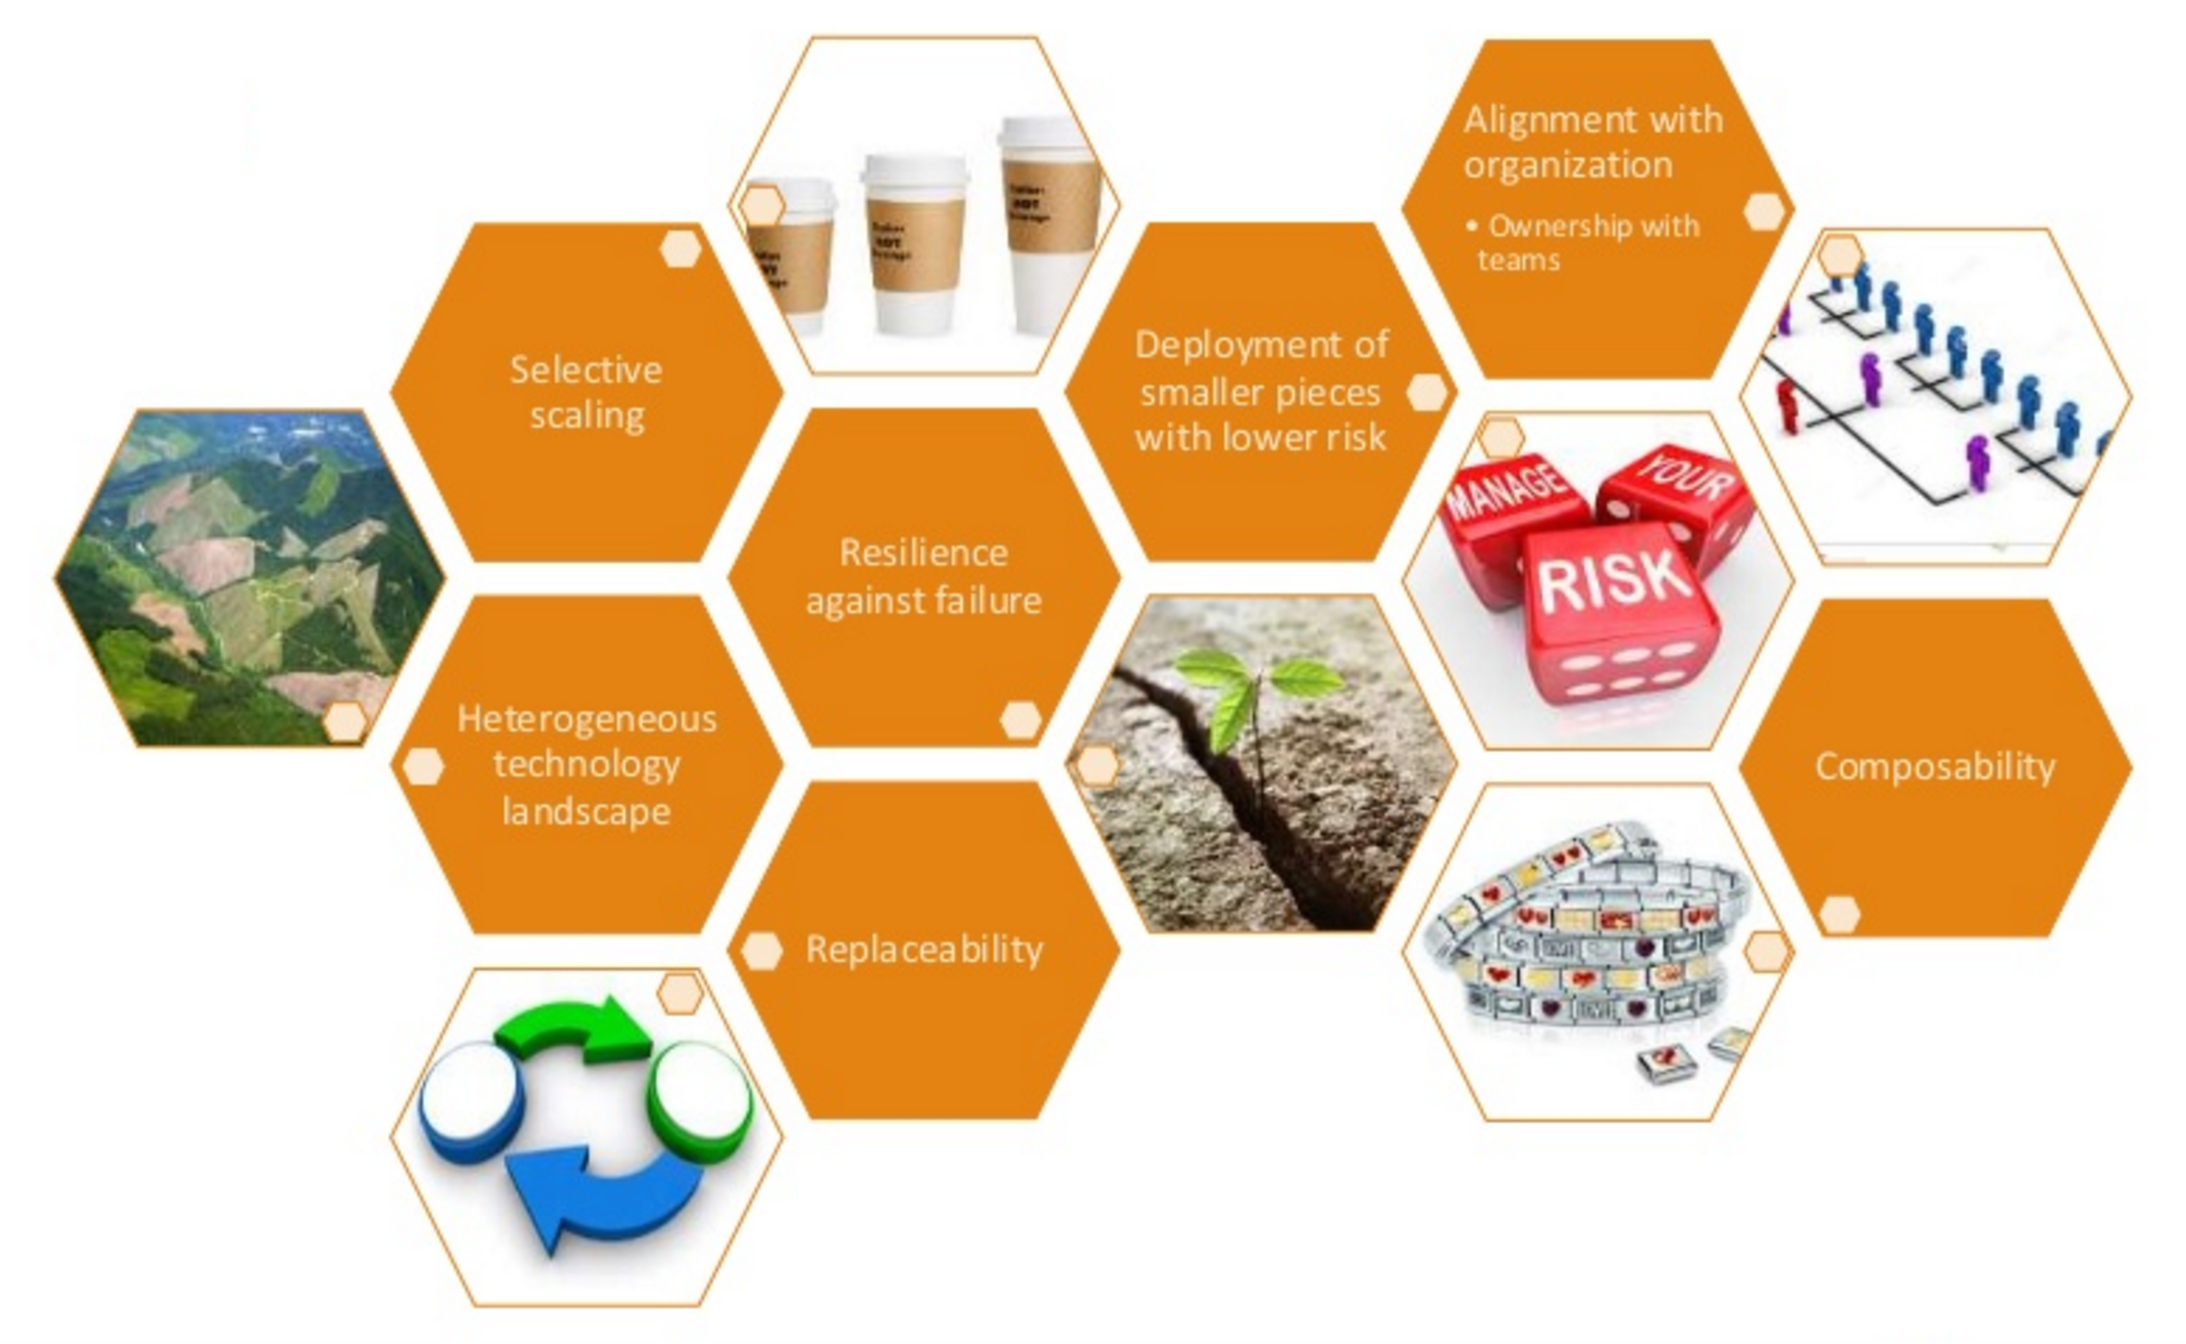 Alignment with
organization
• Ownership with
teams
Selective
scaling
Deployment of
smaller pieces
with lower risk
MANAGE
YOUR
RISK
Resilience
against failure
Heterogeneous
technology
landscape
Composability
Replaceability